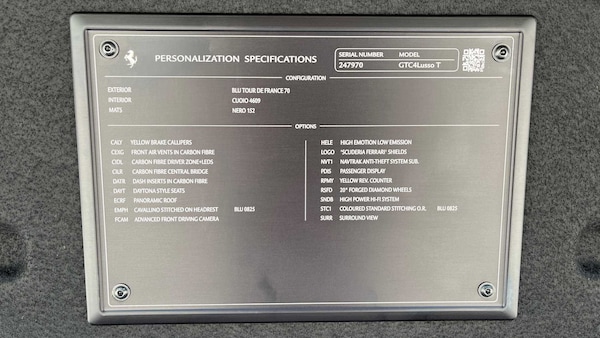 PERSONALIZATION SPECIFICATIONS
SERIAL NUMBER MODEL
247970 GTC4Lusso T
CONFIGURATION
EXTERIOR BLU TOUR DE FRANCE 70
INTERIOR CUOIO 4609
MATS NERO 152
OPTIONS
CALY YELLOW BRAKE CALLIPERS
CEXG FRONT AIR VENTS IN CARBON FIBRE
CIDL CARBON FIBRE DRIVER ZONE+LEDS
CILR CARBON FIBRE CENTRAL BRIDGE
DATR DASH INSERTS IN CARBON FIBRE
DAYT DAYTONA STYLE SEATS
ECRF PANORAMIC ROOF
EMPH CAVALLINO STITCHED ON HEADREST BLU 0825
FCAM ADVANCED FRONT DRIVING CAMERA
HELE HIGH EMOTION LOW EMISSION
LOGO "SCUDERIA FERRARI" SHIELDS
NVT1 NAVTRAK ANTI-THEFT SYSTEM SUB.
PDIS PASSENGER DISPLAY
RPMY YELLOW REV. COUNTER
RSFD 20" FORGED DIAMOND WHEELS
SNDB HIGH POWER HI-FI SYSTEM
STC1 COLOURED STANDARD STITCHING O.R. BLU 0825
SURR SURROUND VIEW